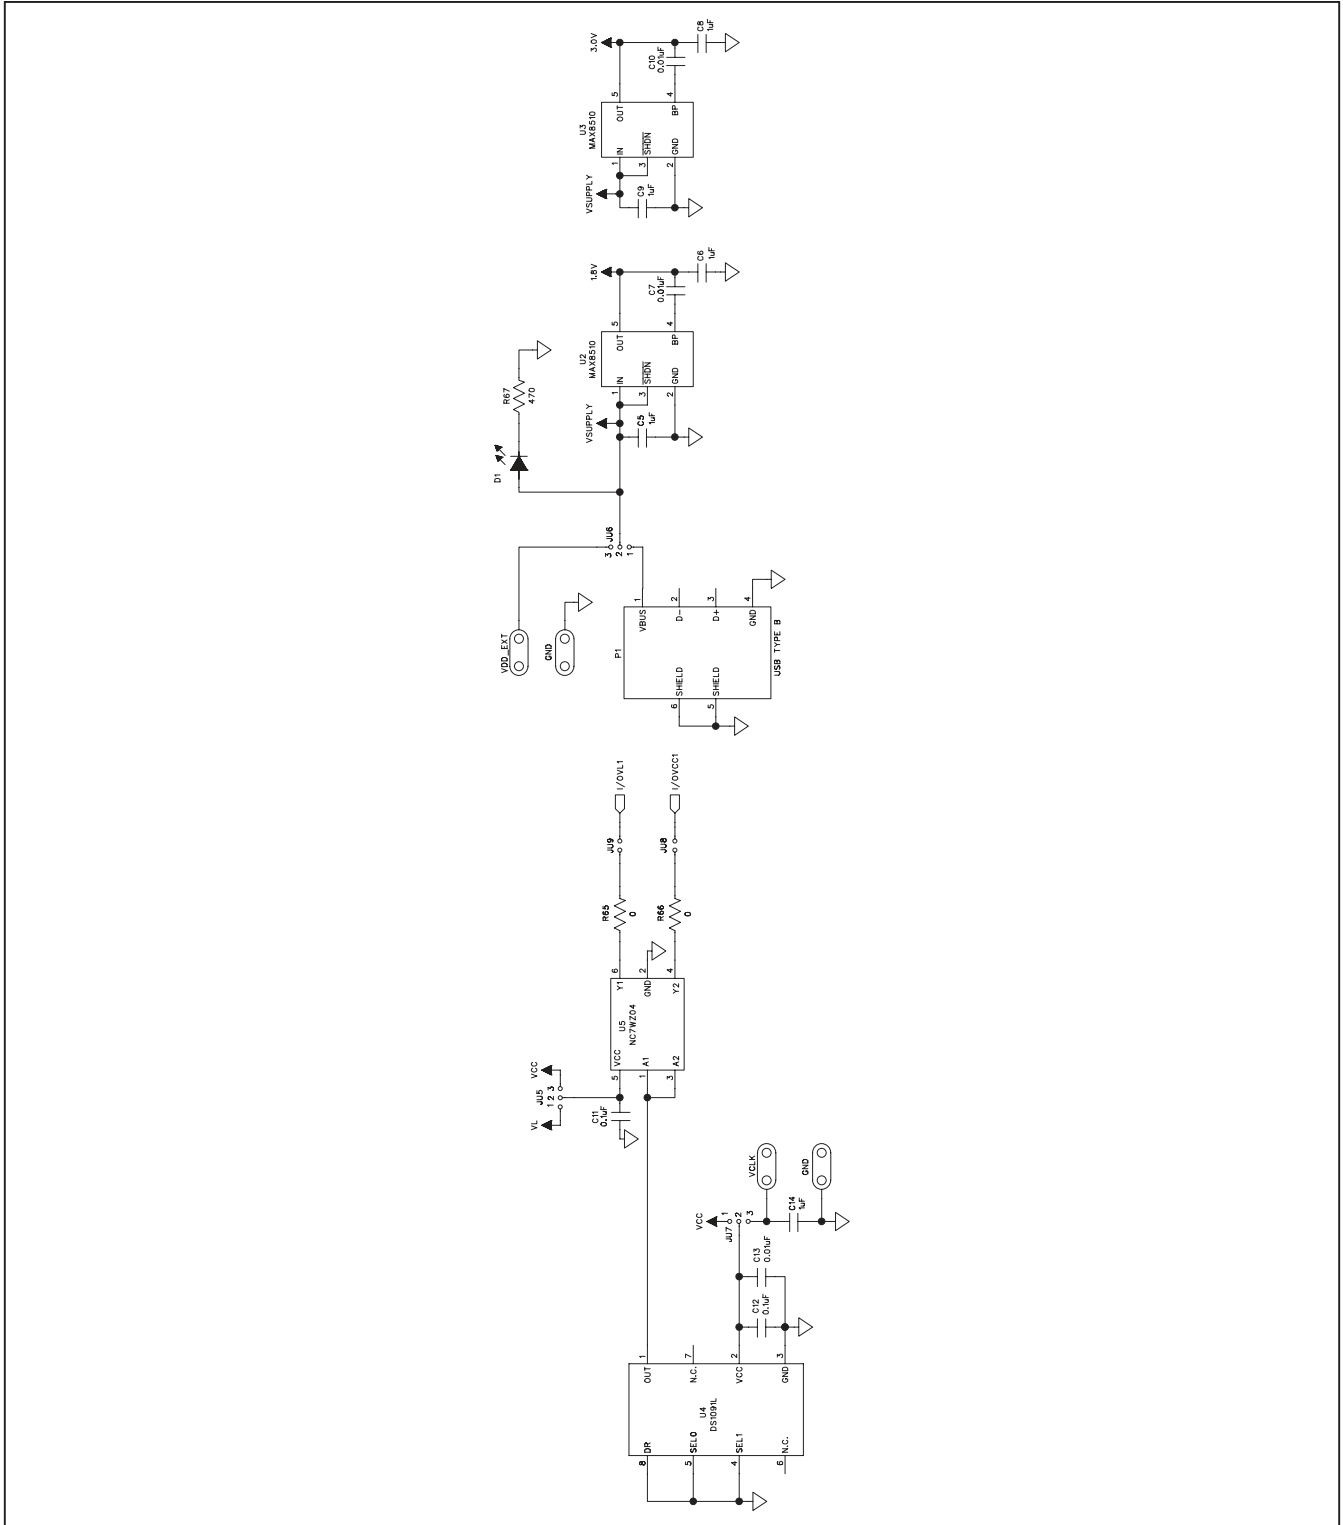 C8
1uF
3.0V
C10
0.01uF
5
4
OUT
BP
U3
MAX8510
IN
SHDN
GND
1
3
2
VSUPPLY
C9
1uF
1.8V
C6
1uF
C7
0.01uF
5
4
OUT
BP
U2
MAX8510
IN
SHDN
GND
1
3
2
VSUPPLY
C5
1uF
R67
470
D1
JU6
3
2
1
VDD_EXT
GND
P1
1
2
3
4
VBUS
D-
D+
GND
SHIELD
SHIELD
6
5
USB TYPE B
I/OVL1
I/OVCC1
JU9
JU8
R65
0
R66
0
6
2
4
Y1
GND
Y2
U5
NC7WZ04
VCC
A1
A2
5
1
3
VCC
JU5
1 2 3
VL
C11
0.1uF
VCLK
GND
C14
1uF
VCC
1
2
3
JU7
C13
0.01uF
C12
0.1uF
1
7
2
3
OUT
N.C.
VCC
GND
U4
DS1091L
DR
SEL0
SEL1
N.C.
8
5
4
6